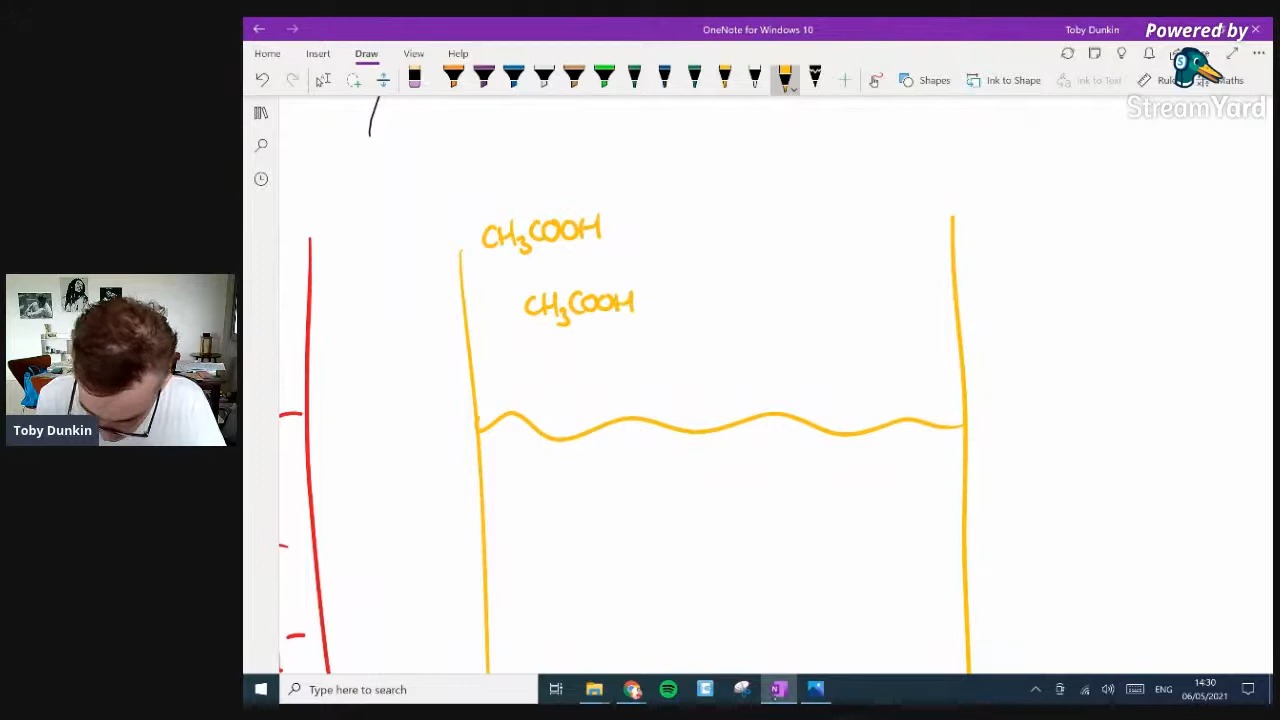 OneNote for Windows 10
Toby Dunkin
Powered by
StreamYard
Home Insert Draw View Help
Shapes Ink to Shape Ink to Text Maths
CH₃COOH
CH₃COOH
Toby Dunkin
Type here to search
ENG
14:30
06/05/2021